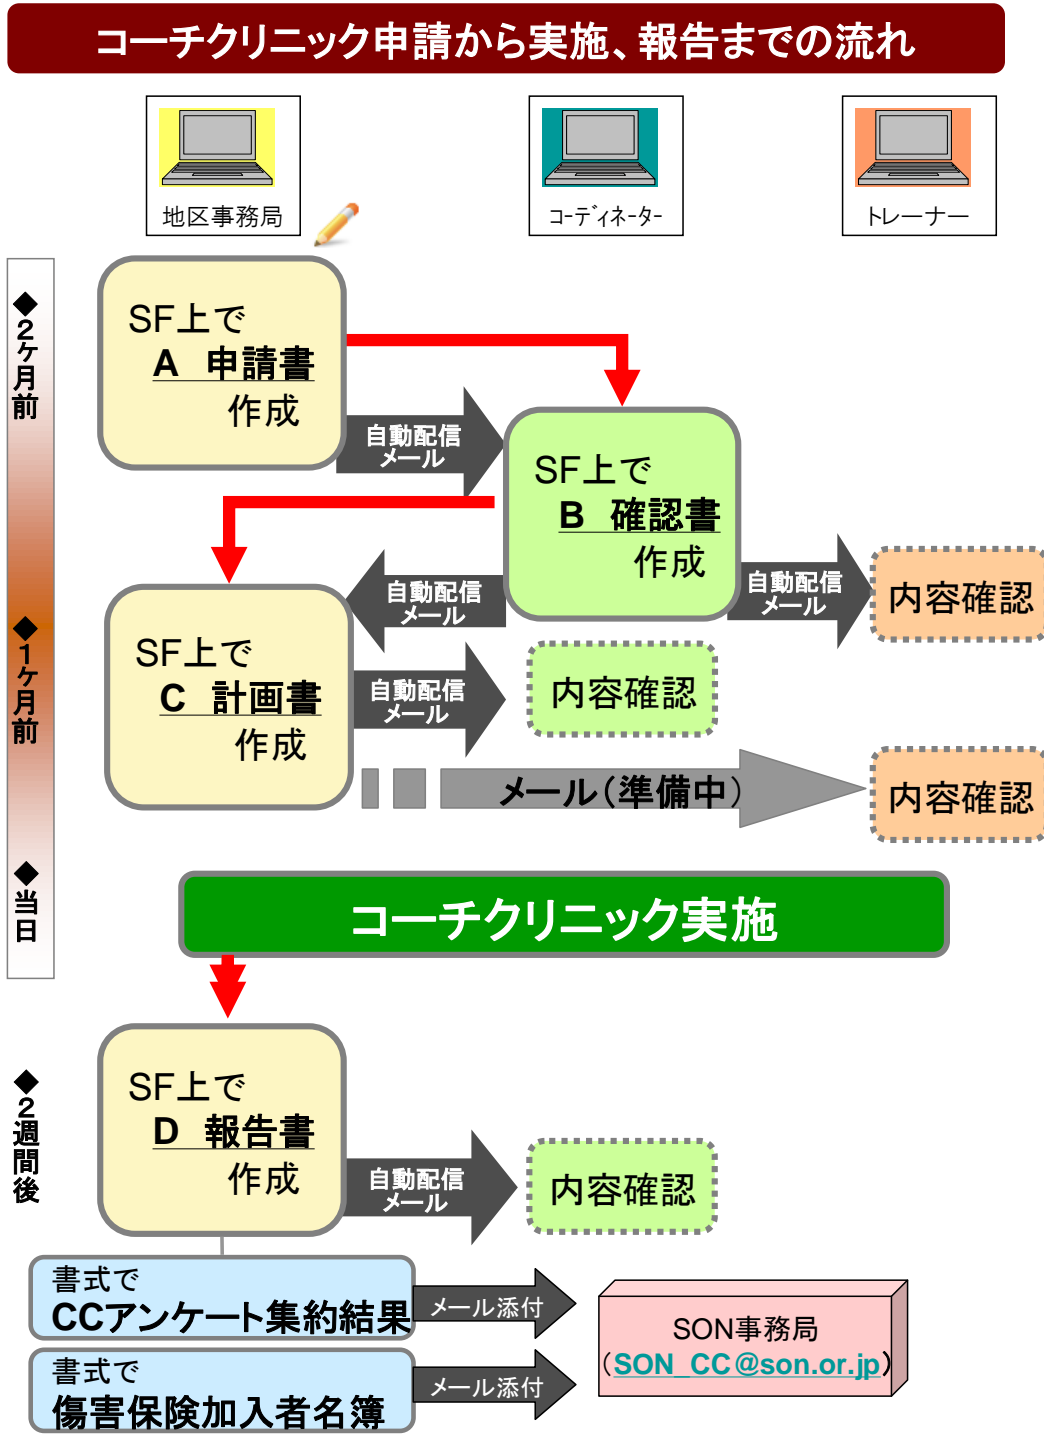 コーチクリニック申請から実施、報告までの流れ
地区事務局
コーディネーター
トレーナー
◆2ヶ月前
SF上で
A 申請書
作成
自動配信
メール
SF上で
B 確認書
作成
自動配信
メール
自動配信
メール
内容確認
◆1ヶ月前
SF上で
C 計画書
作成
自動配信
メール
内容確認
メール(準備中)
内容確認
◆当日
コーチクリニック実施
◆2週間後
SF上で
D 報告書
作成
自動配信
メール
内容確認
書式で
CCアンケート集約結果
メール添付
SON事務局
(SON_CC@son.or.jp)
書式で
傷害保険加入者名簿
メール添付